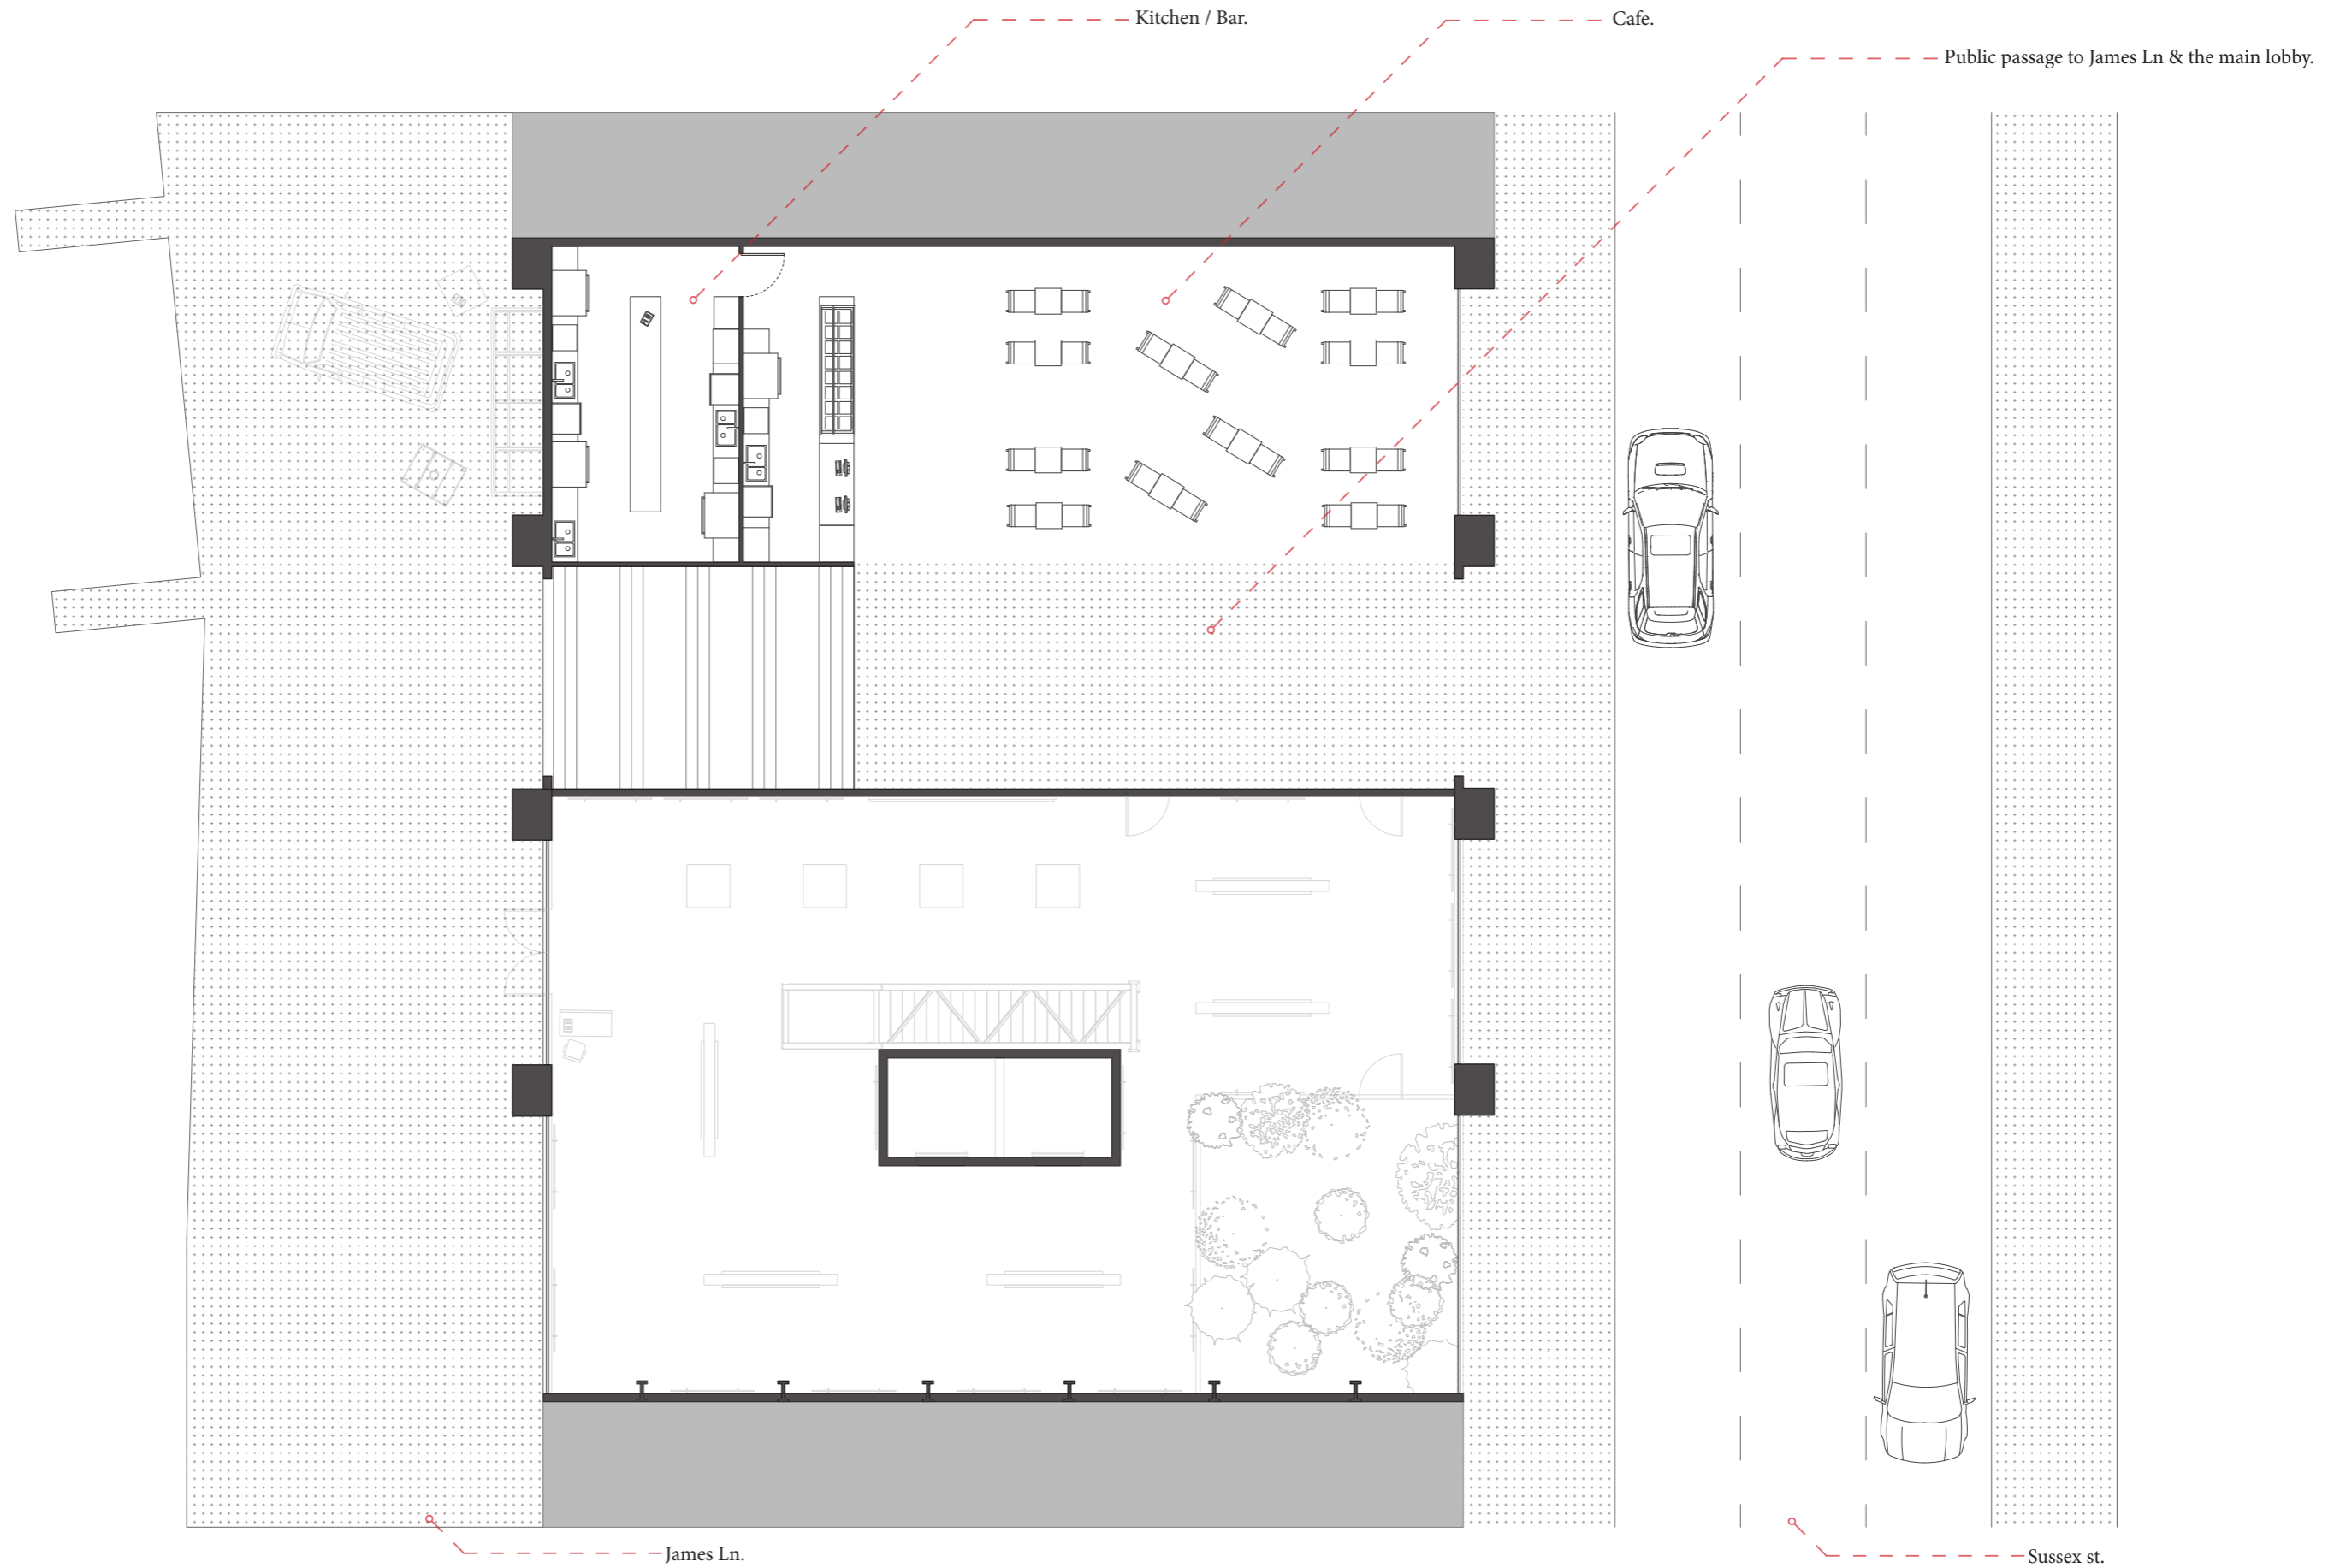 Kitchen / Bar.
Cafe.
Public passage to James Ln & the main lobby.
James Ln.
Sussex st.